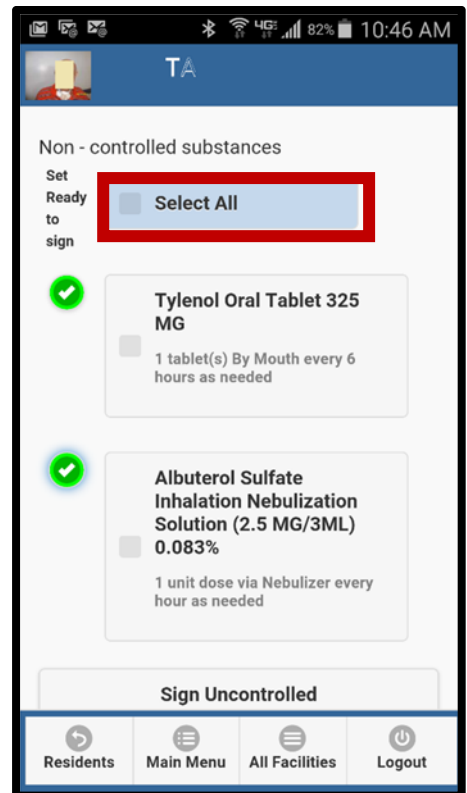 4G 82% 10:46 AM
TA
Non - controlled substances
Set
Ready
to
sign
Select All
Tylenol Oral Tablet 325
MG
1 tablet(s) By Mouth every 6
hours as needed
Albuterol Sulfate
Inhalation Nebulization
Solution (2.5 MG/3ML)
0.083%
1 unit dose via Nebulizer every
hour as needed
Sign Uncontrolled
Residents Main Menu All Facilities Logout